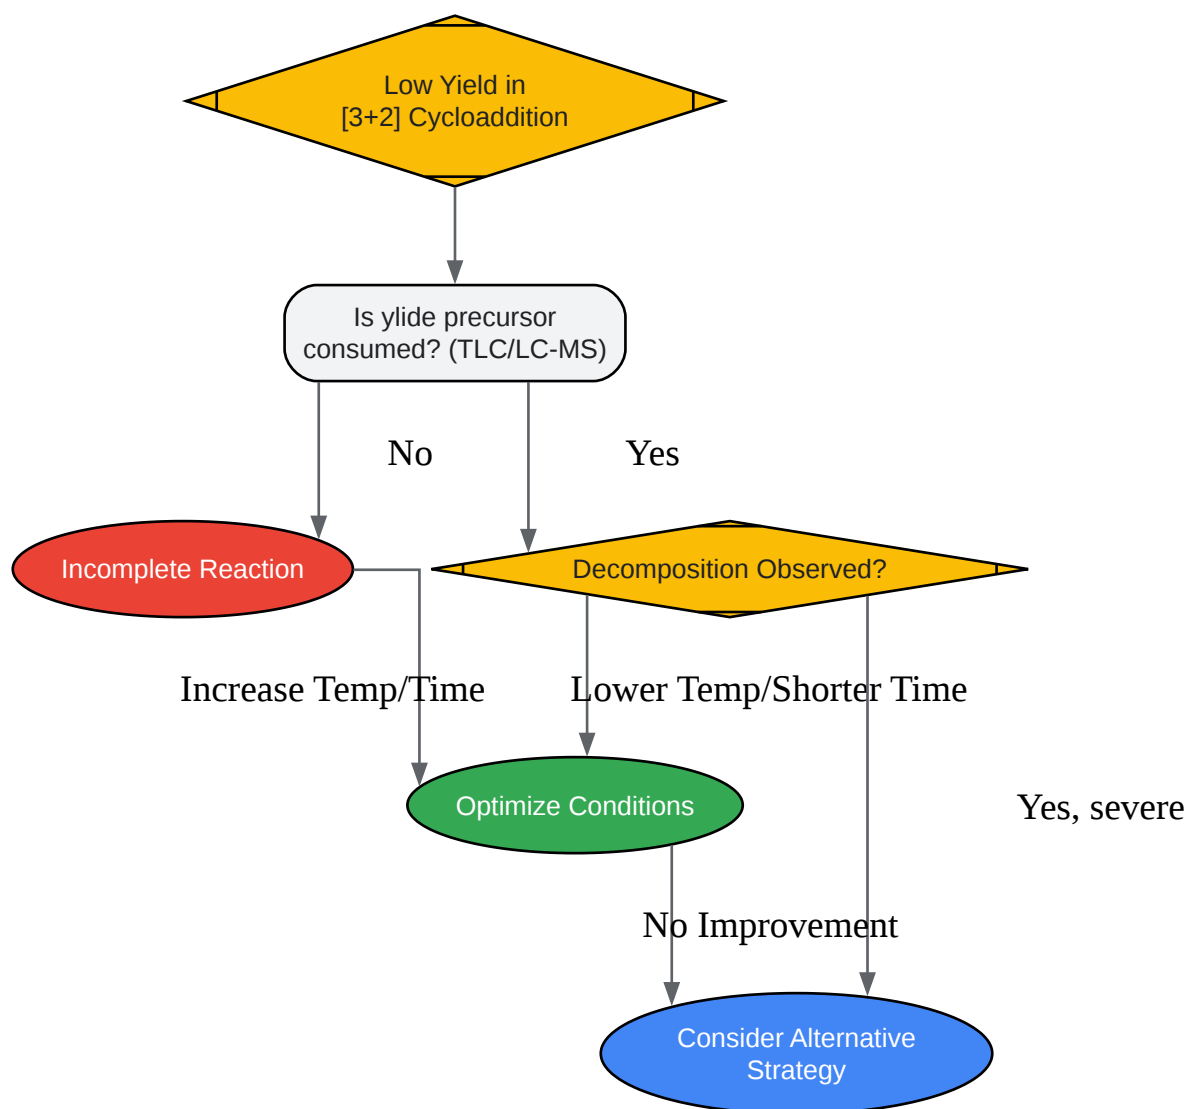 Low Yield in
[3+2] Cycloaddition
Is ylide precursor
consumed? (TLC/LC-MS)
No
Yes
Incomplete Reaction
Decomposition Observed?
Increase Temp/Time
Lower Temp/Shorter Time
Optimize Conditions
Yes, severe
No Improvement
Consider Alternative
Strategy